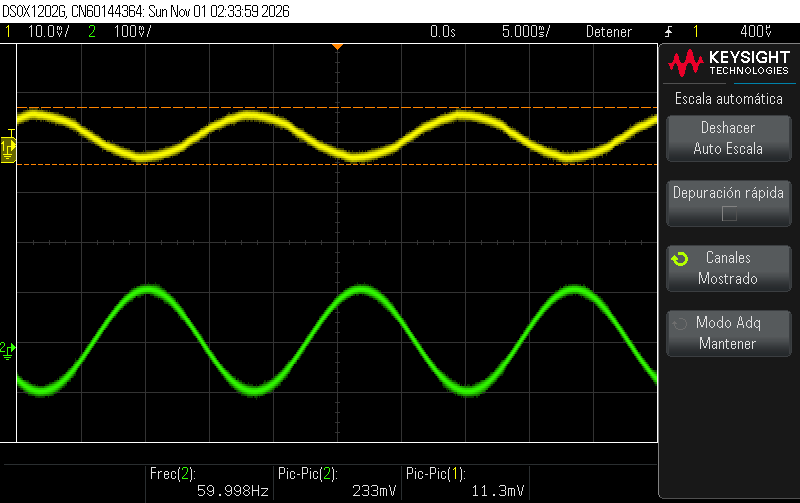 DSOX1202G, CN60144364: Sun Nov 01 02:33:59 2026
1 10.0V/ 2 100V/ 0.0s 5.000s/ Detener 1 400V
KEYSIGHT
TECHNOLOGIES
Escala automática
Deshacer
Auto Escala
Depuración rápida
Canales
Mostrado
Modo Adq
Mantener
T
1
2
Frec(2): Pic-Pic(2): Pic-Pic(1):
59.998Hz 233mV 11.3mV